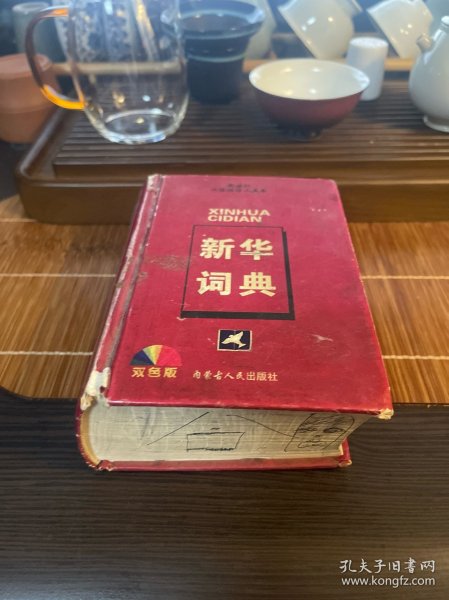 XINHUA
CIDIAN
新华
词典
双色版
内蒙古人民出版社
孔夫子旧书网
www.kongfz.com